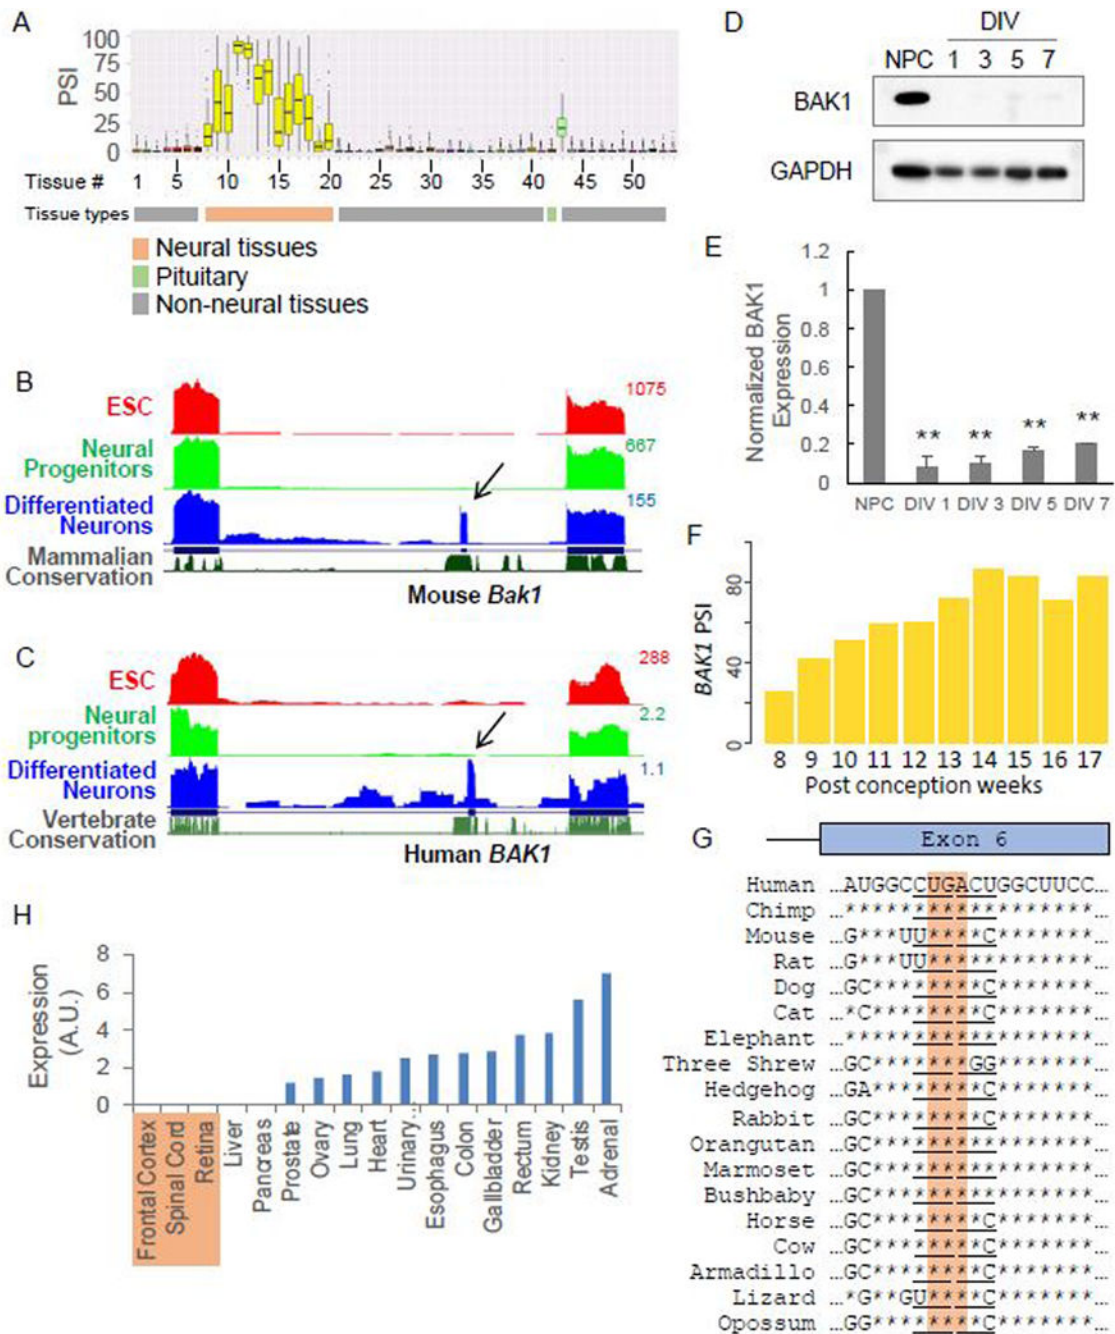 A
100
75
50
25
0
PSI
Tissue # 1 5 10 15 20 25 30 35 40 45 50
Tissue types
Neural tissues
Pituitary
Non-neural tissues
B
ESC
1075
Neural
Progenitors
667
Differentiated
Neurons
155
Mammalian
Conservation
Mouse Bak1
C
ESC
288
Neural
progenitors
2.2
Differentiated
Neurons
1.1
Vertebrate
Conservation
Human BAK1
D
DIV
NPC 1 3 5 7
BAK1
GAPDH
E
Normalized BAK1
Expression
1.2
1
0.8
0.6
0.4
0.2
0
** ** ** **
NPC DIV 1 DIV 3 DIV 5 DIV 7
F
BAK1 PSI
80
40
0
8 9 10 11 12 13 14 15 16 17
Post conception weeks
G
Exon 6
Human ...AUGGCCUGACUGGCUUCC...
Chimp ...******************...
Mouse ...G***UU****C*******...
Rat ...G***UU************...
Dog ...GC********C*******...
Cat ...*C********C*******...
Elephant ...******************...
Three Shrew ...GC*******GG*******...
Hedgehog ...GA********C*******...
Rabbit ...GC********C*******...
Orangutan ...GC****************...
Marmoset ...GC****************...
Bushbaby ...GC****************...
Horse ...GC********C*******...
Cow ...GC********C*******...
Armadillo ...GC********C*******...
Lizard ...*G**GU****C*******...
Opossum ...GG********C*******...
H
Expression
(A.U.)
8
6
4
2
0
Frontal Cortex
Spinal Cord
Retina
Liver
Pancreas
Prostate
Ovary
Lung
Heart
Urinary...
Esophagus
Colon
Gallbladder
Rectum
Kidney
Testis
Adrenal